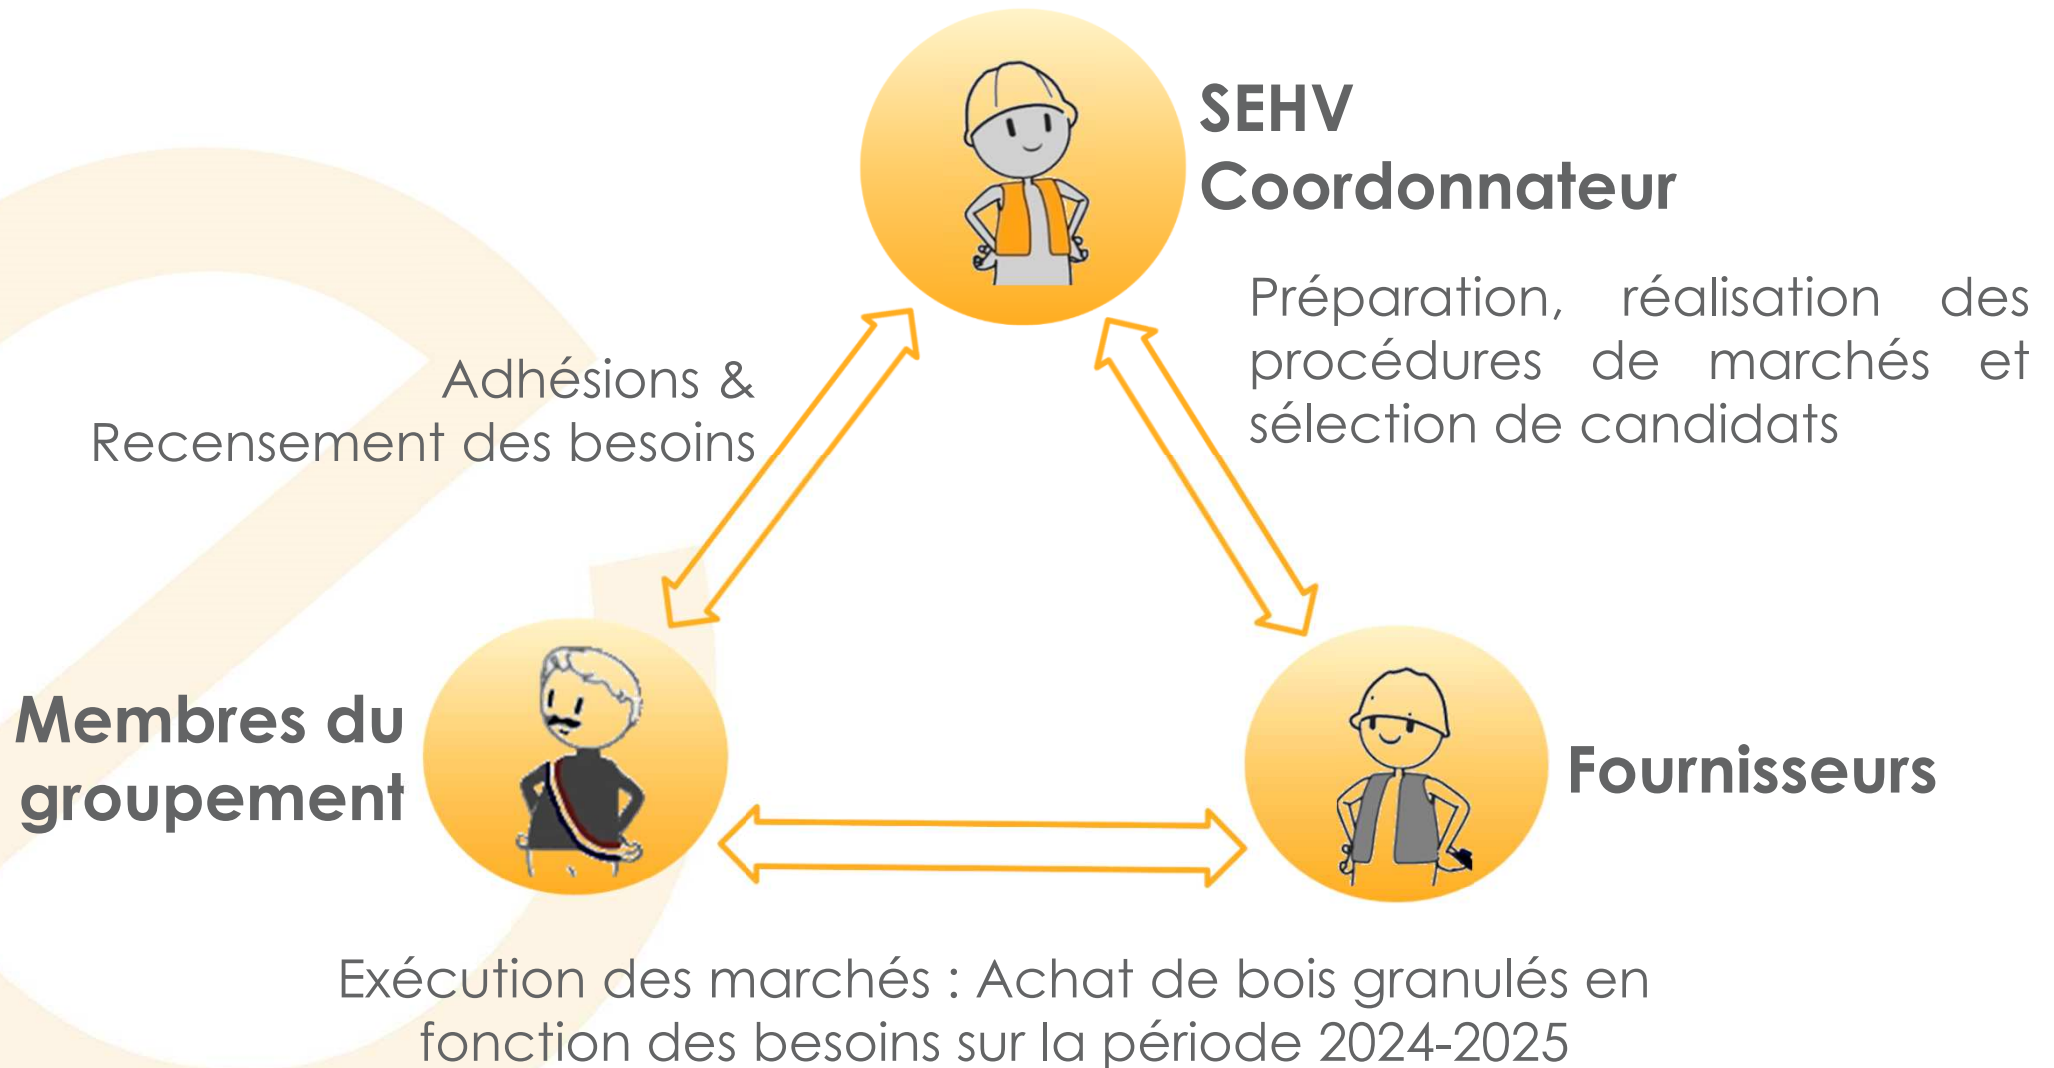 SEHV
Coordonnateur
Préparation, réalisation des
procédures de marchés et
sélection de candidats
Adhésions &
Recensement des besoins
Membres du
groupement
Fournisseurs
Exécution des marchés : Achat de bois granulés en
fonction des besoins sur la période 2024-2025